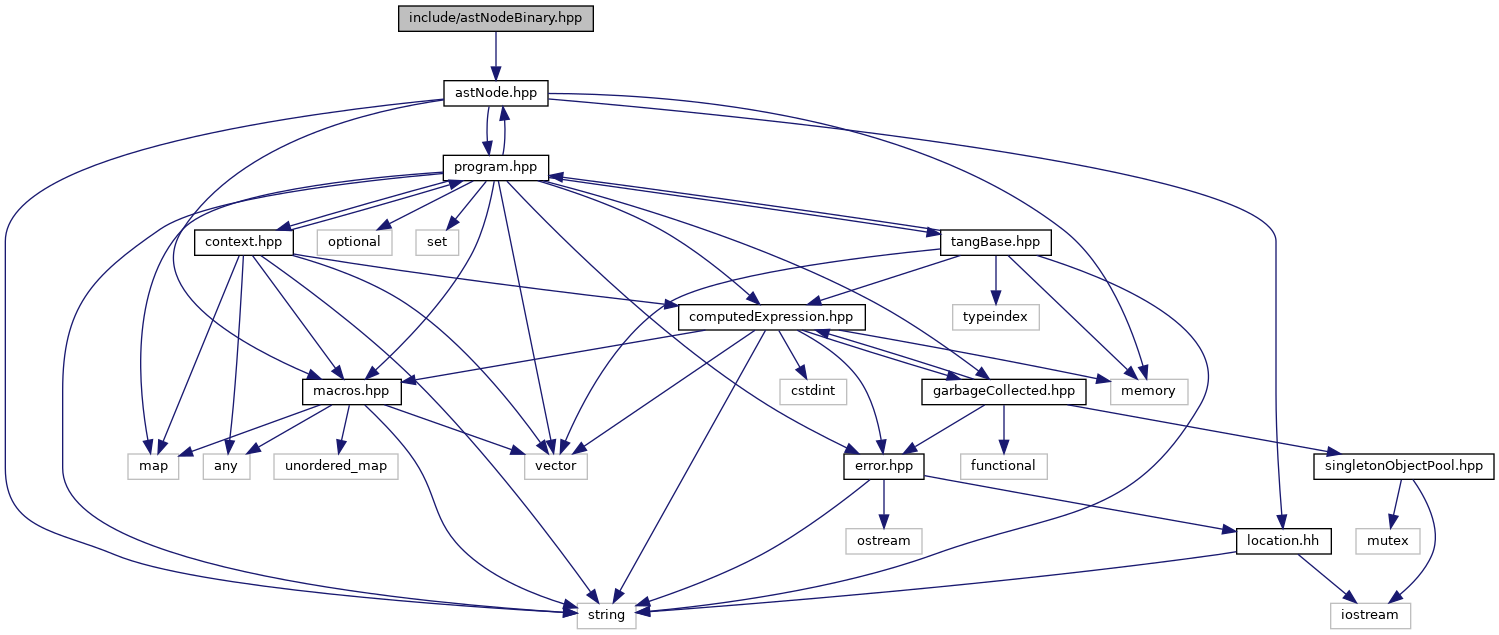 include/astNodeBinary.hpp
astNode.hpp
program.hpp
context.hpp
optional
set
tangBase.hpp
computedExpression.hpp
typeindex
macros.hpp
cstdint
garbageCollected.hpp
memory
map
any
unordered_map
vector
error.hpp
functional
singletonObjectPool.hpp
ostream
location.hh
mutex
string
iostream